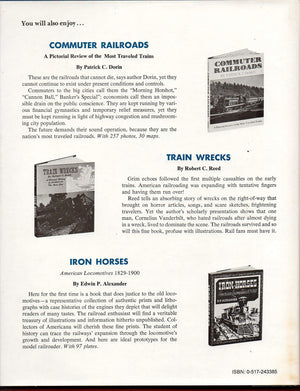 You will also enjoy...
COMMUTER RAILROADS
A Pictorial Review of the Most Traveled Trains
By Patrick C. Dorin
These are the railroads that cannot die, says author Dorin, yet they
continue to exist under present conditions and controls.
Commuters to the big cities call them the "Morning Hotshot,"
"Cannon Ball," "Banker's Special"; economists call them an impos-
sible drain on the public conscience. They are kept running by var-
ious financial gymnastics and temporary relief measures, yet they
must be kept running in light of highway congestion and mushroom-
ing city population.
The future demands their sound operation, because they are the
nation's most traveled railroads. With 257 photos, 30 maps.
COMMUTER
RAILROADS
TRAIN WRECKS
By Robert C. Reed
Grim echoes followed the first multiple casualties on the early
trains. American railroading was expanding with tentative fingers
and having them run over!
Reed tells an absorbing story of wrecks on the right-of-way that
brought on horror articles, songs, and scare sketches, frightening
travelers. Yet the author's scholarly presentation shows that one
man, Cornelius Vanderbilt, who hated railroads after almost dying
in a wreck, lived to dominate the scene. The railroads survived and so
will this fine book, profuse with illustrations. Rail fans must have it.
TRAIN WRECKS
IRON HORSES
American Locomotives 1829-1900
By Edwin P. Alexander
Here for the first time is a book that does justice to the old loco-
motives—a representative collection of authentic prints and litho-
graphs with case histories of the engines they depict that will delight
readers of many tastes. The railroad enthusiast will find a veritable
treasury of illustrations and information hitherto unpublished. Col-
lectors of Americana will cherish these fine prints. The student of
history can trace the railway's expansion and locomotive growth
and development. And here too are ideal prototypes for the
model railroader. With 97 plates.
IRON HORSES
ISBN: 0-517-243385